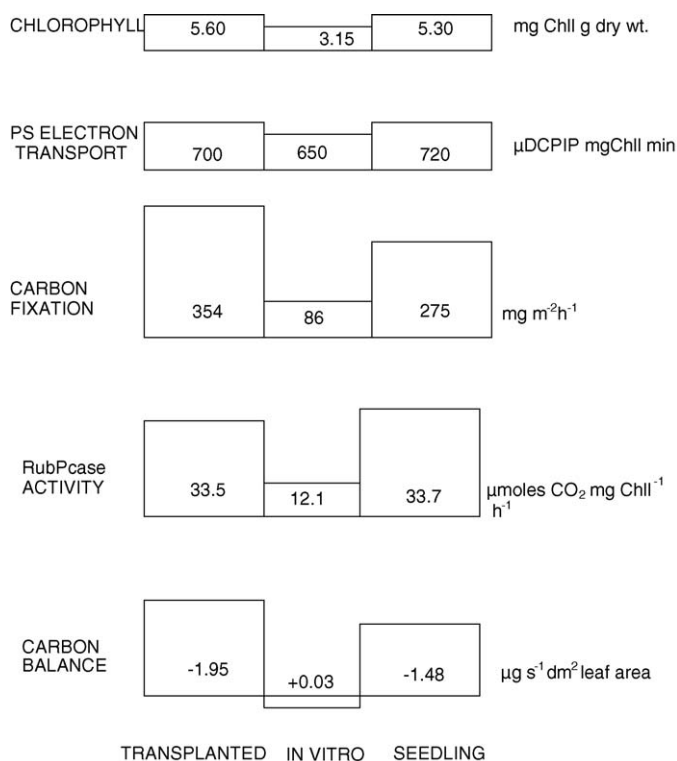 CHLOROPHYLL 5.60 3.15 5.30 mg Chll g dry wt.
PS ELECTRON
TRANSPORT 700 650 720 µDCPIP mgChll min
CARBON
FIXATION 354 86 275 mg m⁻²h⁻¹
RubPcase
ACTIVITY 33.5 12.1 33.7 µmoles CO₂ mg Chll⁻¹
h⁻¹
CARBON
BALANCE -1.95 +0.03 -1.48 µg s⁻¹ dm² leaf area
TRANSPLANTED IN VITRO SEEDLING